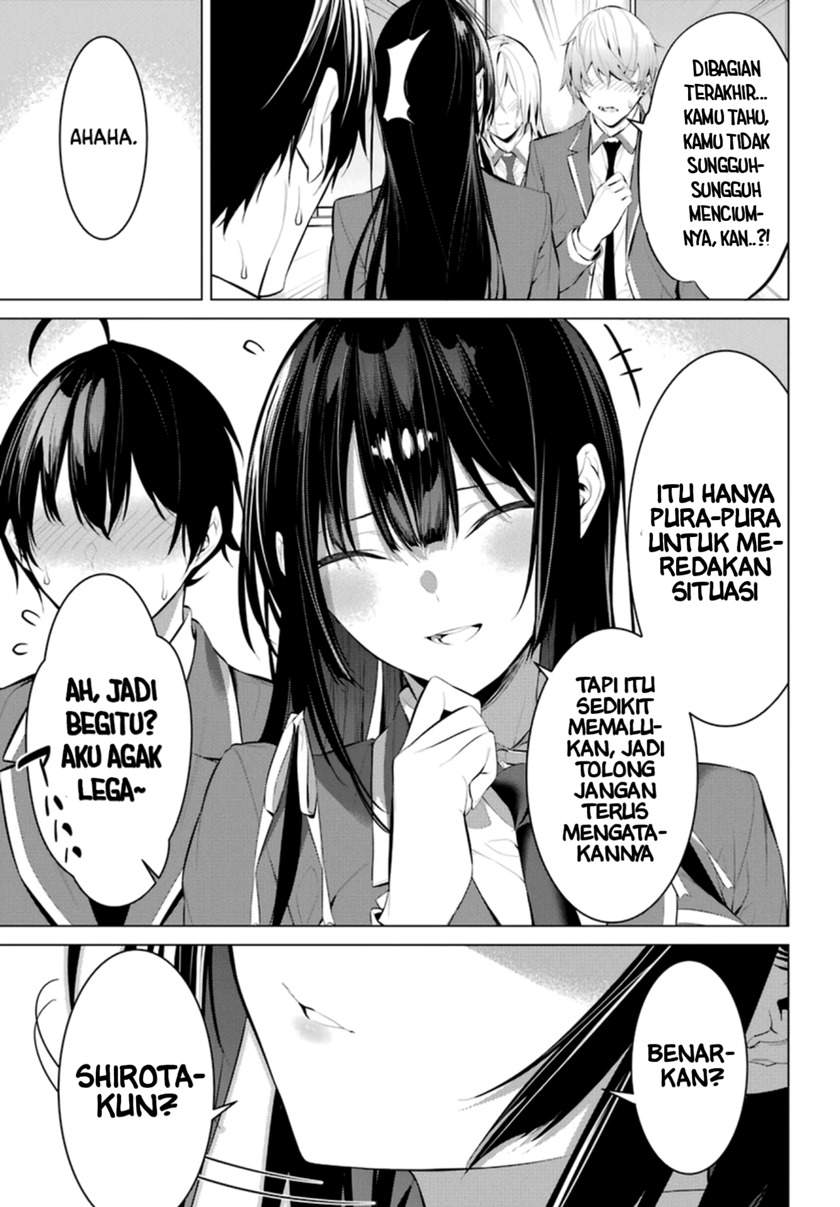 DIBAGIAN
TERAKHIR...
KAMU TAHU,
KAMU TIDAK
SUNGGUH-
SUNGGUH
MENCIUM-
NYA, KAN..?!
AHAHA.
ITU HANYA
PURA-PURA
UNTUK ME-
REDAKAN
SITUASI
TAPI ITU
SEDIKIT
MEMALU-
KAN, JADI
TOLONG
JANGAN
TERUS
MENGATA-
KANNYA
AH, JADI
BEGITU?
AKU AGAK
LEGA~
BENAR-
KAN?
SHIROTA-
KUN?